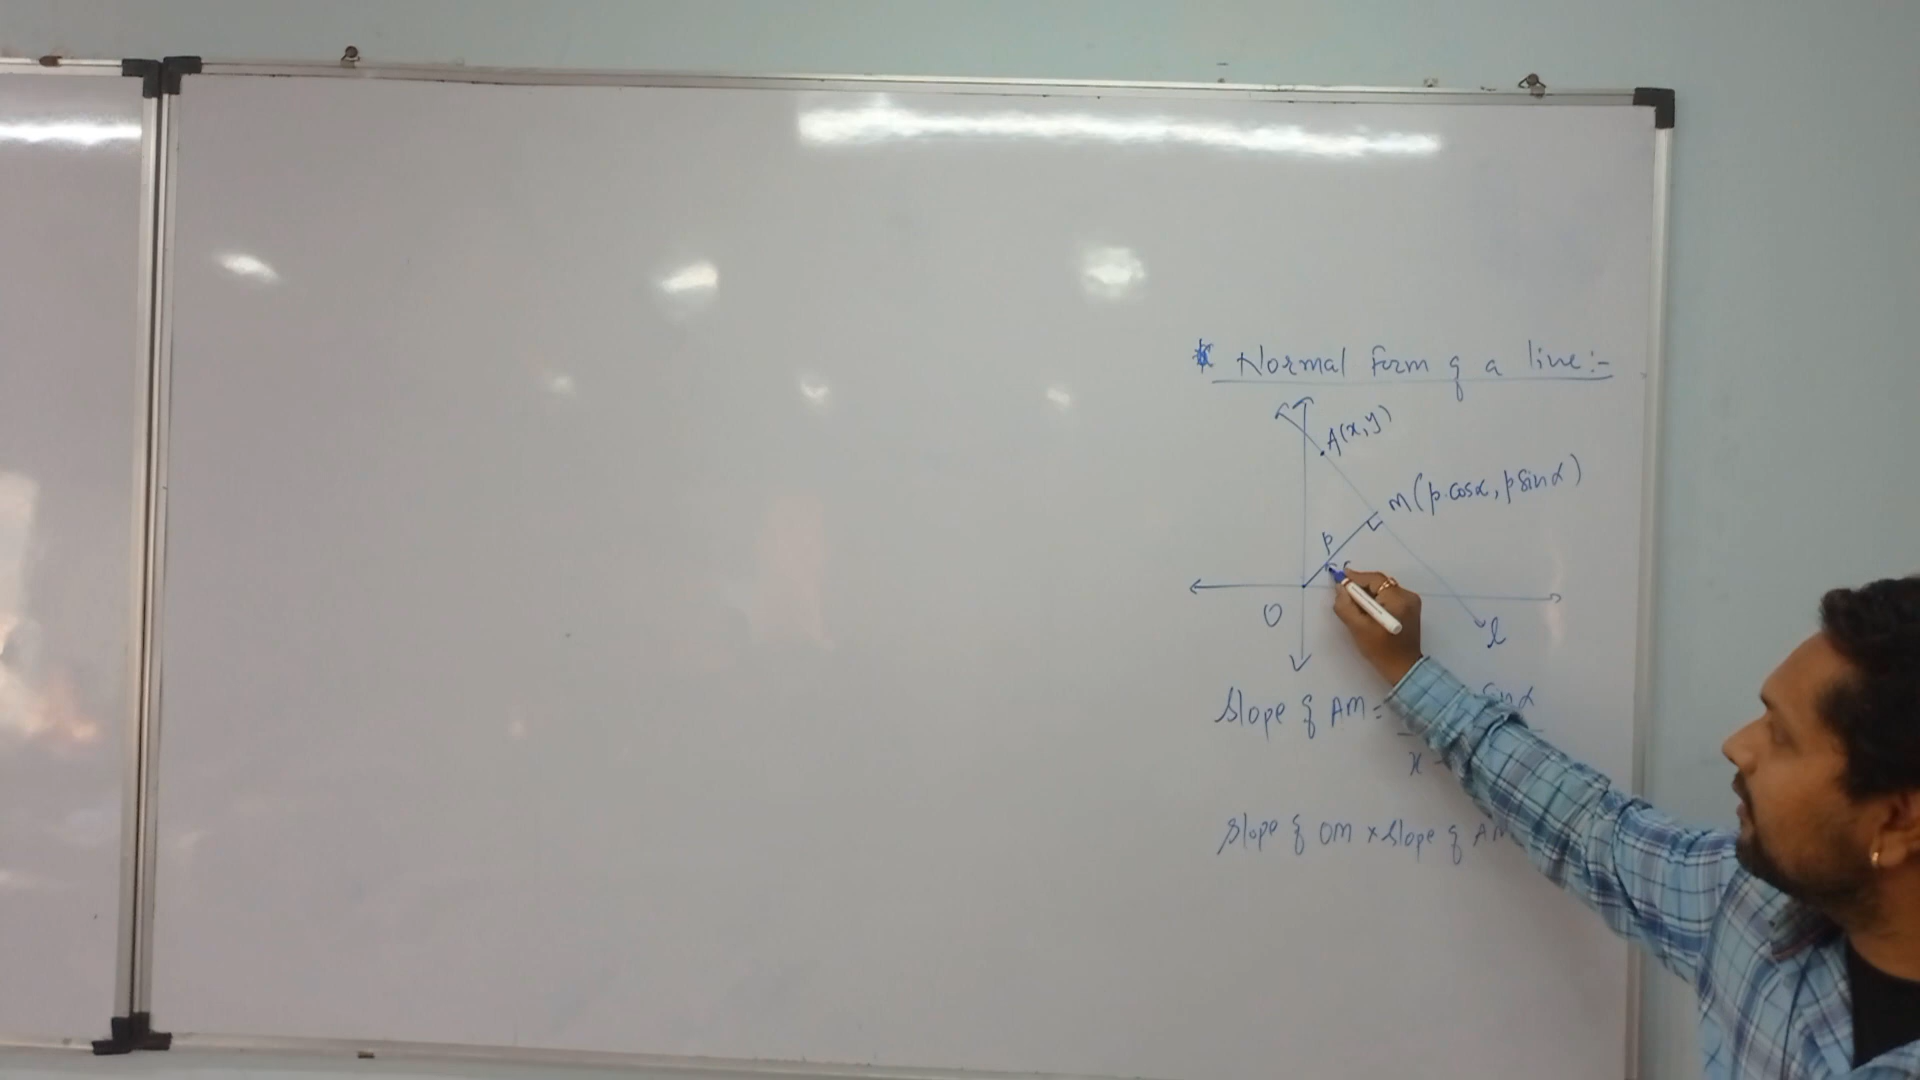 * Normal Form of a line:-
A(x,y)
M(p.cosα, p sinα)
p
O
l
Slope of AM =
sinα
x -
Slope of OM × Slope of AM